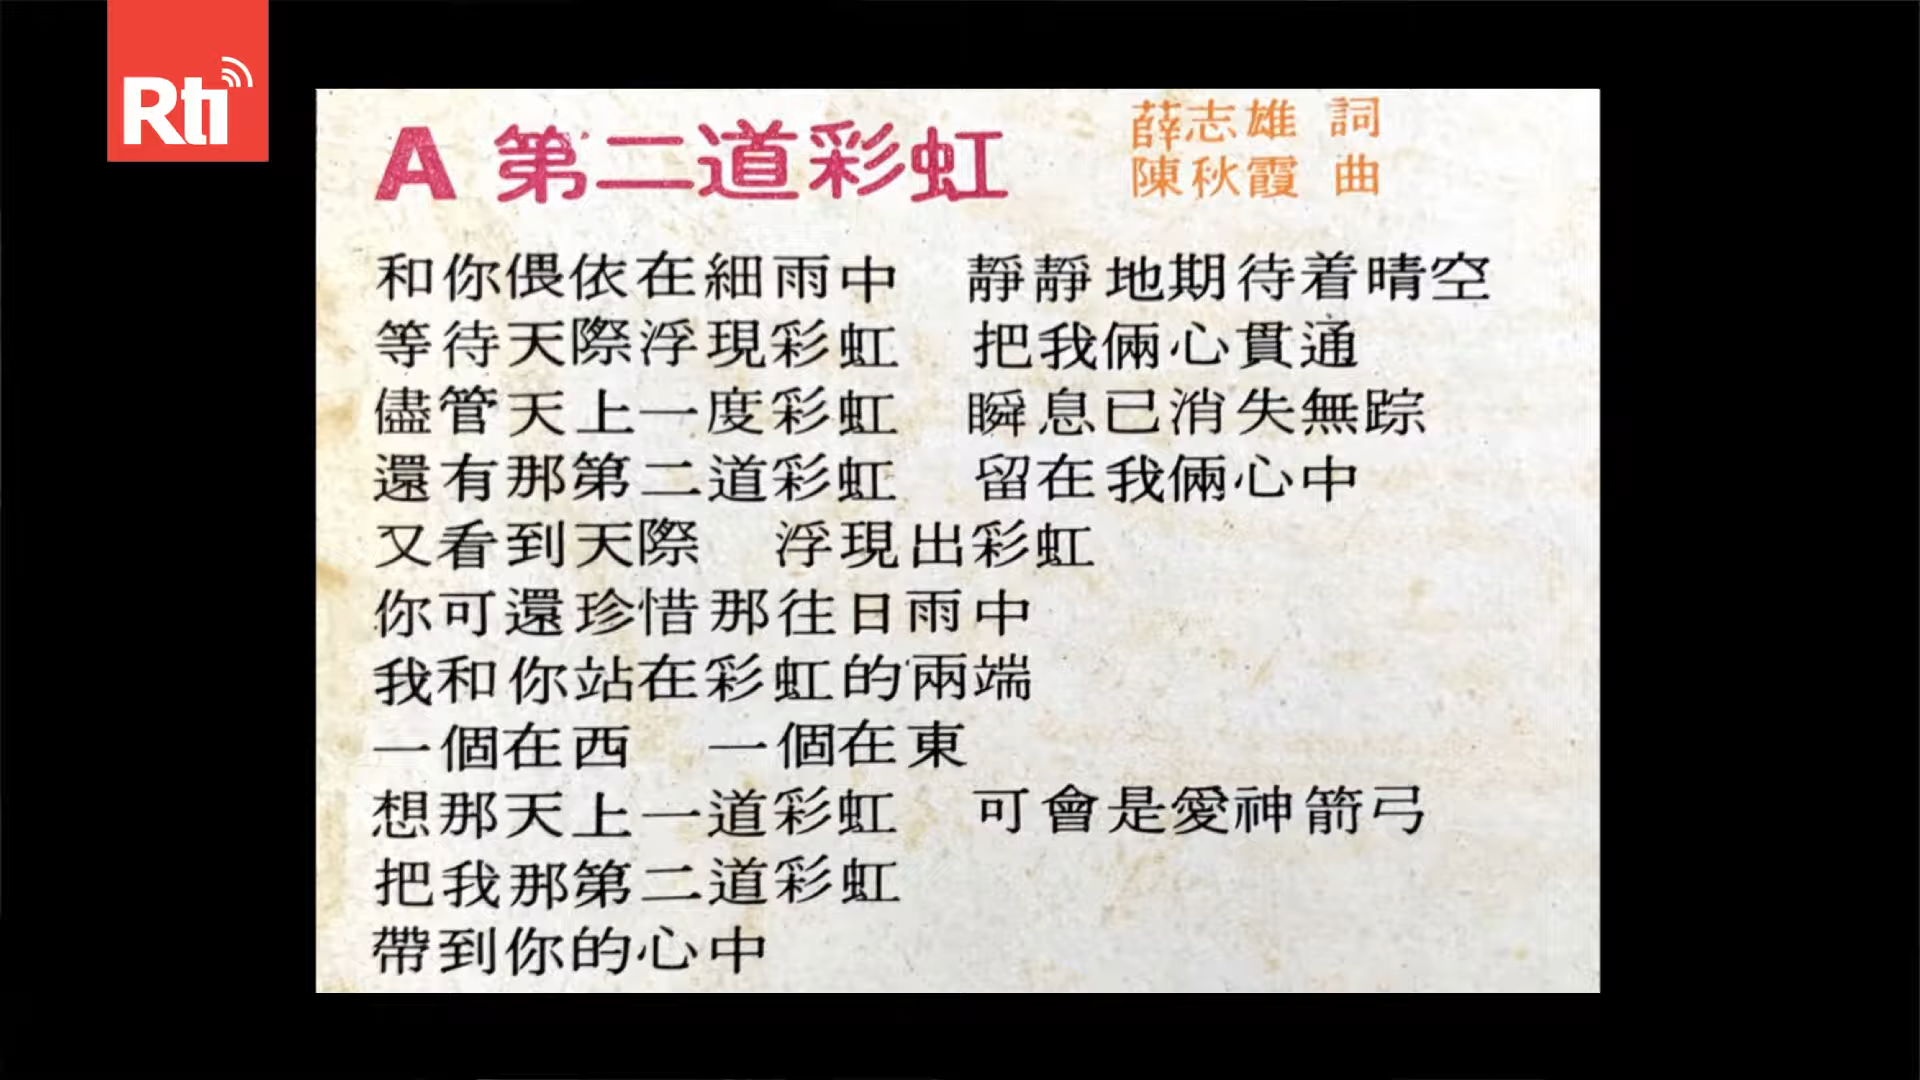 Rti
A 第二道彩虹
薛志雄 詞
陳秋霞 曲
和你偎依在細雨中 靜靜地期待着晴空
等待天際浮現彩虹 把我倆心貫通
儘管天上一度彩虹 瞬息已消失無踪
還有那第二道彩虹 留在我倆心中
又看到天際 浮現出彩虹
你可還珍惜那往日雨中
我和你站在彩虹的兩端
一個在西 一個在東
想那天上一道彩虹 可會是愛神箭弓
把我那第二道彩虹
帶到你的心中